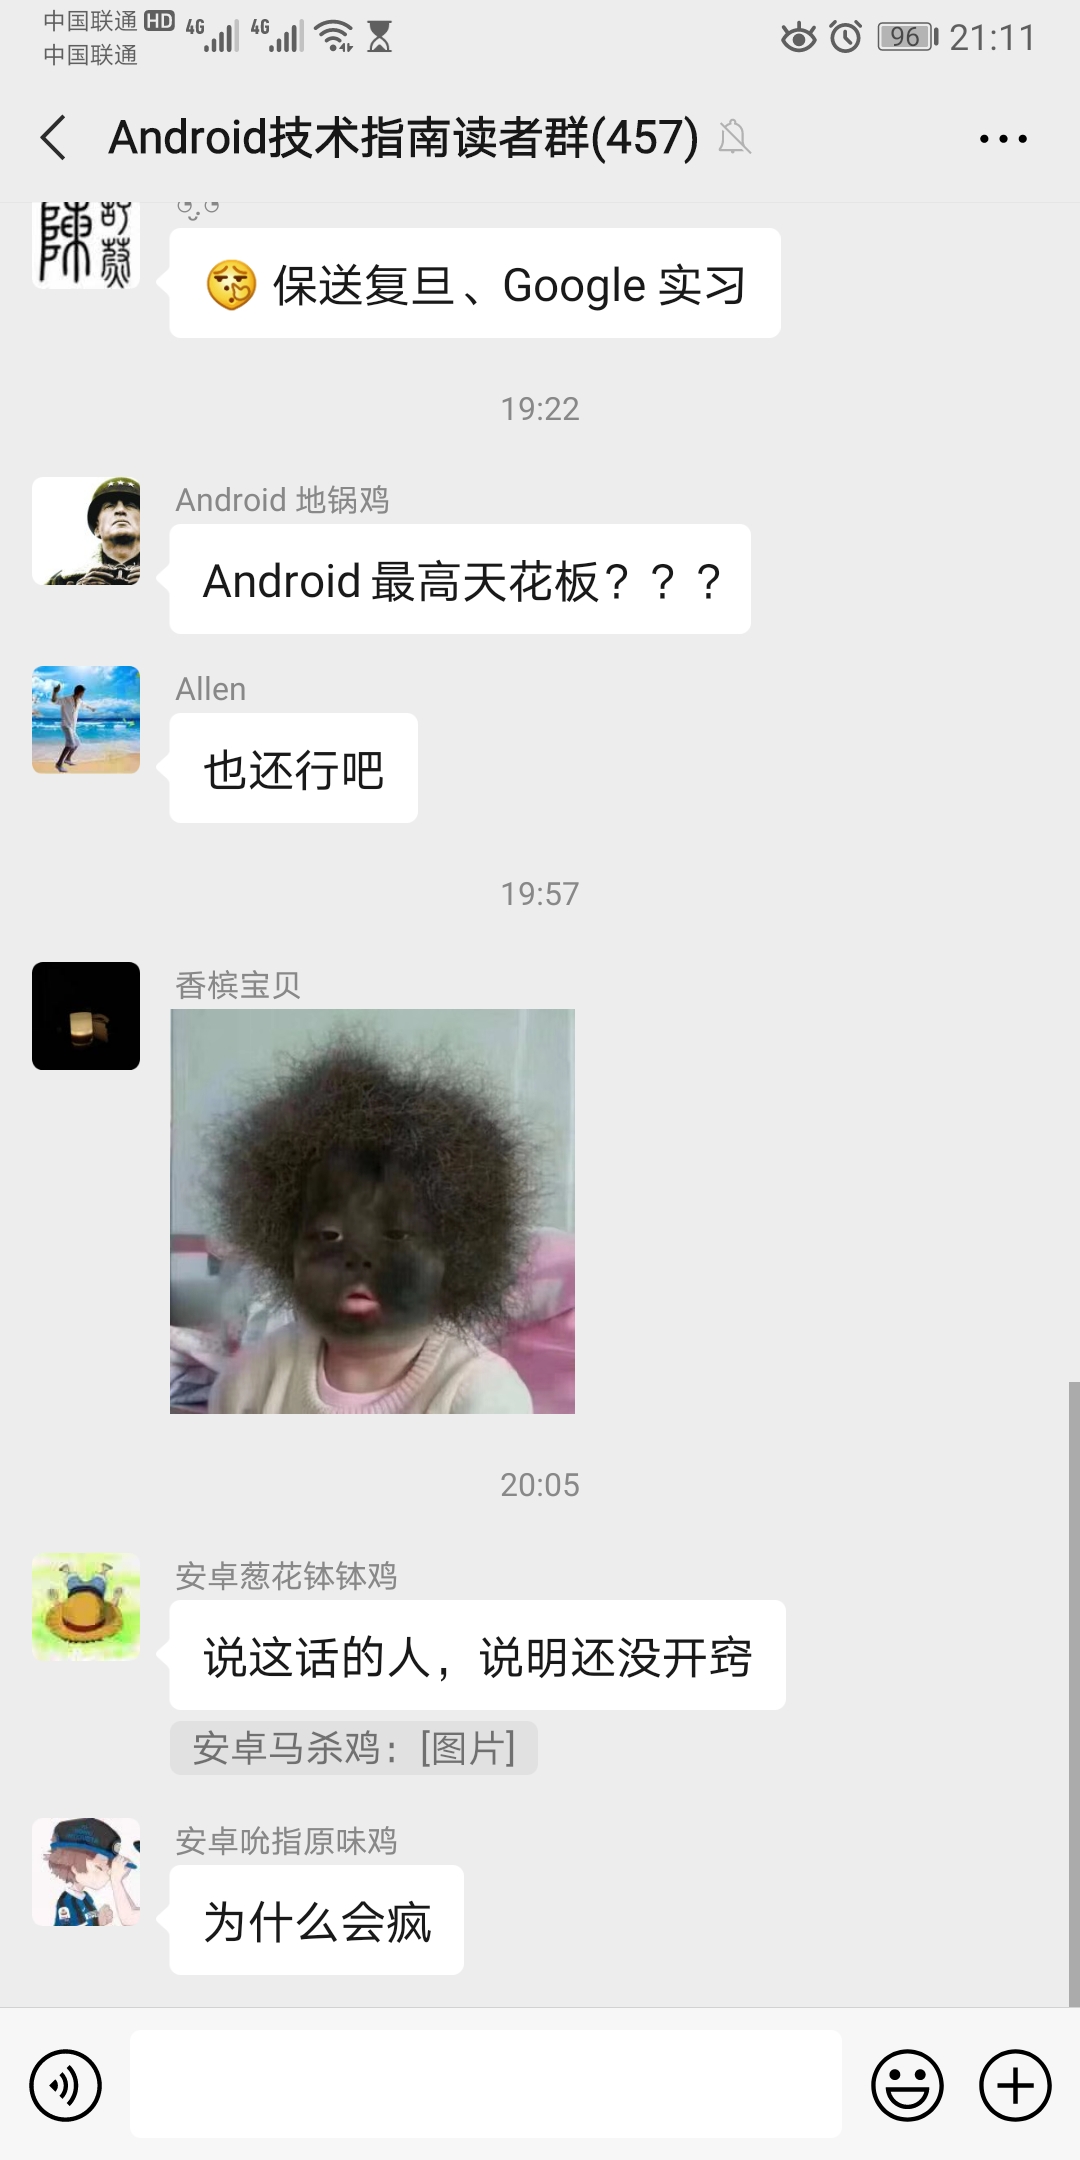 中国联通 HD 4G 4G 96 21:11
中国联通
Android技术指南读者群(457)
保送复旦、Google 实习
19:22
Android 地锅鸡
Android 最高天花板？？？
Allen
也还行吧
19:57
香槟宝贝
20:05
安卓葱花钵钵鸡
说这话的人，说明还没开窍
安卓马杀鸡：[图片]
安卓吮指原味鸡
为什么会疯